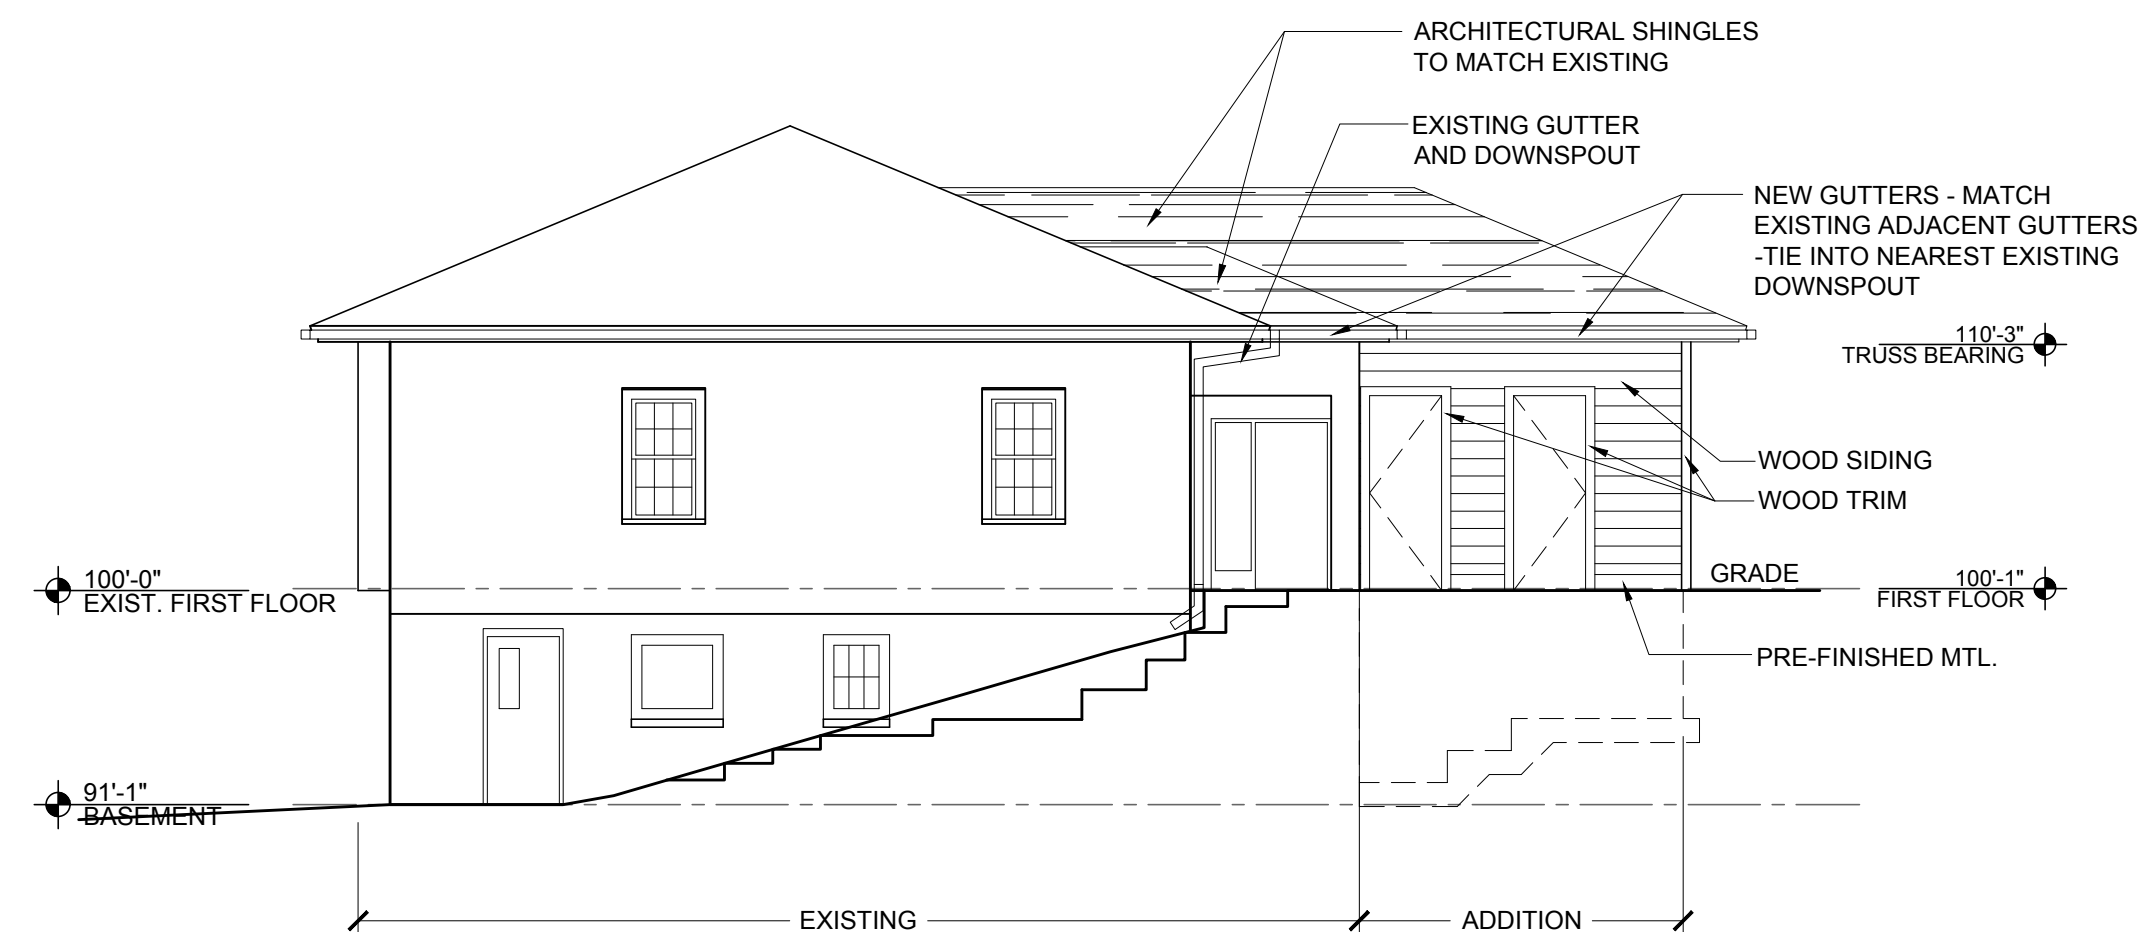 ARCHITECTURAL SHINGLES
TO MATCH EXISTING
EXISTING GUTTER
AND DOWNSPOUT
NEW GUTTERS - MATCH
EXISTING ADJACENT GUTTERS
-TIE INTO NEAREST EXISTING
DOWNSPOUT
110'-3"
TRUSS BEARING
WOOD SIDING
WOOD TRIM
GRADE
100'-0"
EXIST. FIRST FLOOR
100'-1"
FIRST FLOOR
PRE-FINISHED MTL.
91'-1"
BASEMENT
EXISTING
ADDITION